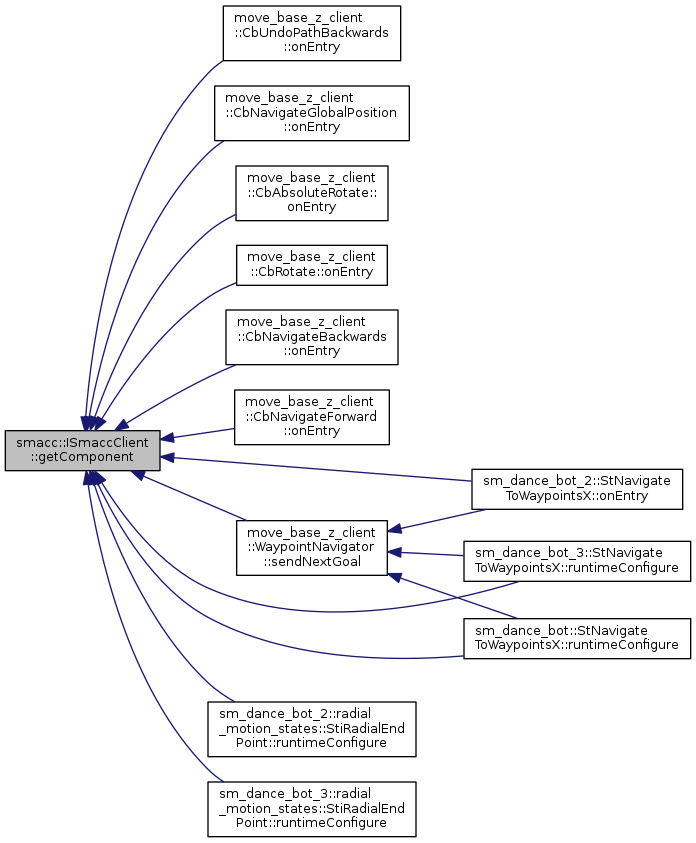 move_base_z_client
::CbUndoPathBackwards
::onEntry
move_base_z_client
::CbNavigateGlobalPosition
::onEntry
move_base_z_client
::CbAbsoluteRotate::
onEntry
move_base_z_client
::CbRotate::onEntry
move_base_z_client
::CbNavigateBackwards
::onEntry
move_base_z_client
::CbNavigateForward
::onEntry
smacc::ISmaccClient
::getComponent
sm_dance_bot_2::StNavigate
ToWaypointsX::onEntry
move_base_z_client
::WaypointNavigator
::sendNextGoal
sm_dance_bot_3::StNavigate
ToWaypointsX::runtimeConfigure
sm_dance_bot::StNavigate
ToWaypointsX::runtimeConfigure
sm_dance_bot_2::radial
_motion_states::StiRadialEnd
Point::runtimeConfigure
sm_dance_bot_3::radial
_motion_states::StiRadialEnd
Point::runtimeConfigure